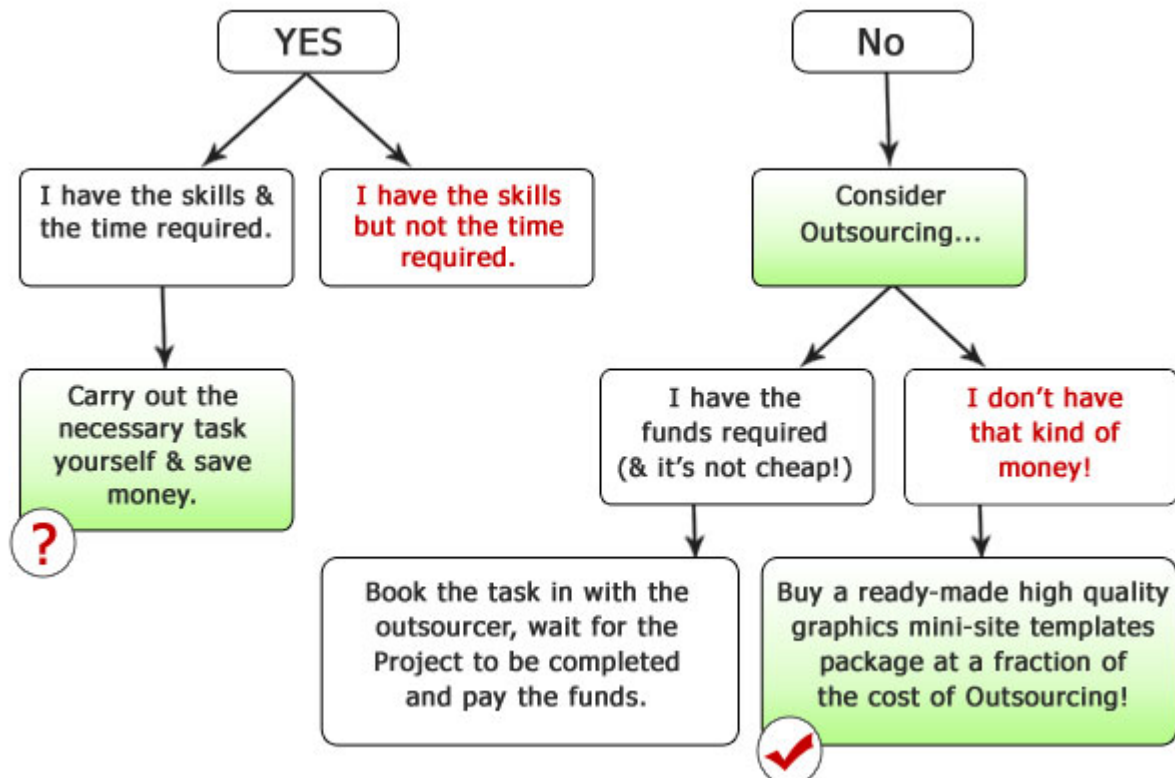 YES
No
I have the skills &
the time required.
I have the skills
but not the time
required.
Consider
Outsourcing...
Carry out the
necessary task
yourself & save
money.
?
I have the
funds required
(& it's not cheap!)
I don't have
that kind of
money!
Book the task in with the
outsourcer, wait for the
Project to be completed
and pay the funds.
Buy a ready-made high quality
graphics mini-site templates
package at a fraction of
the cost of Outsourcing!